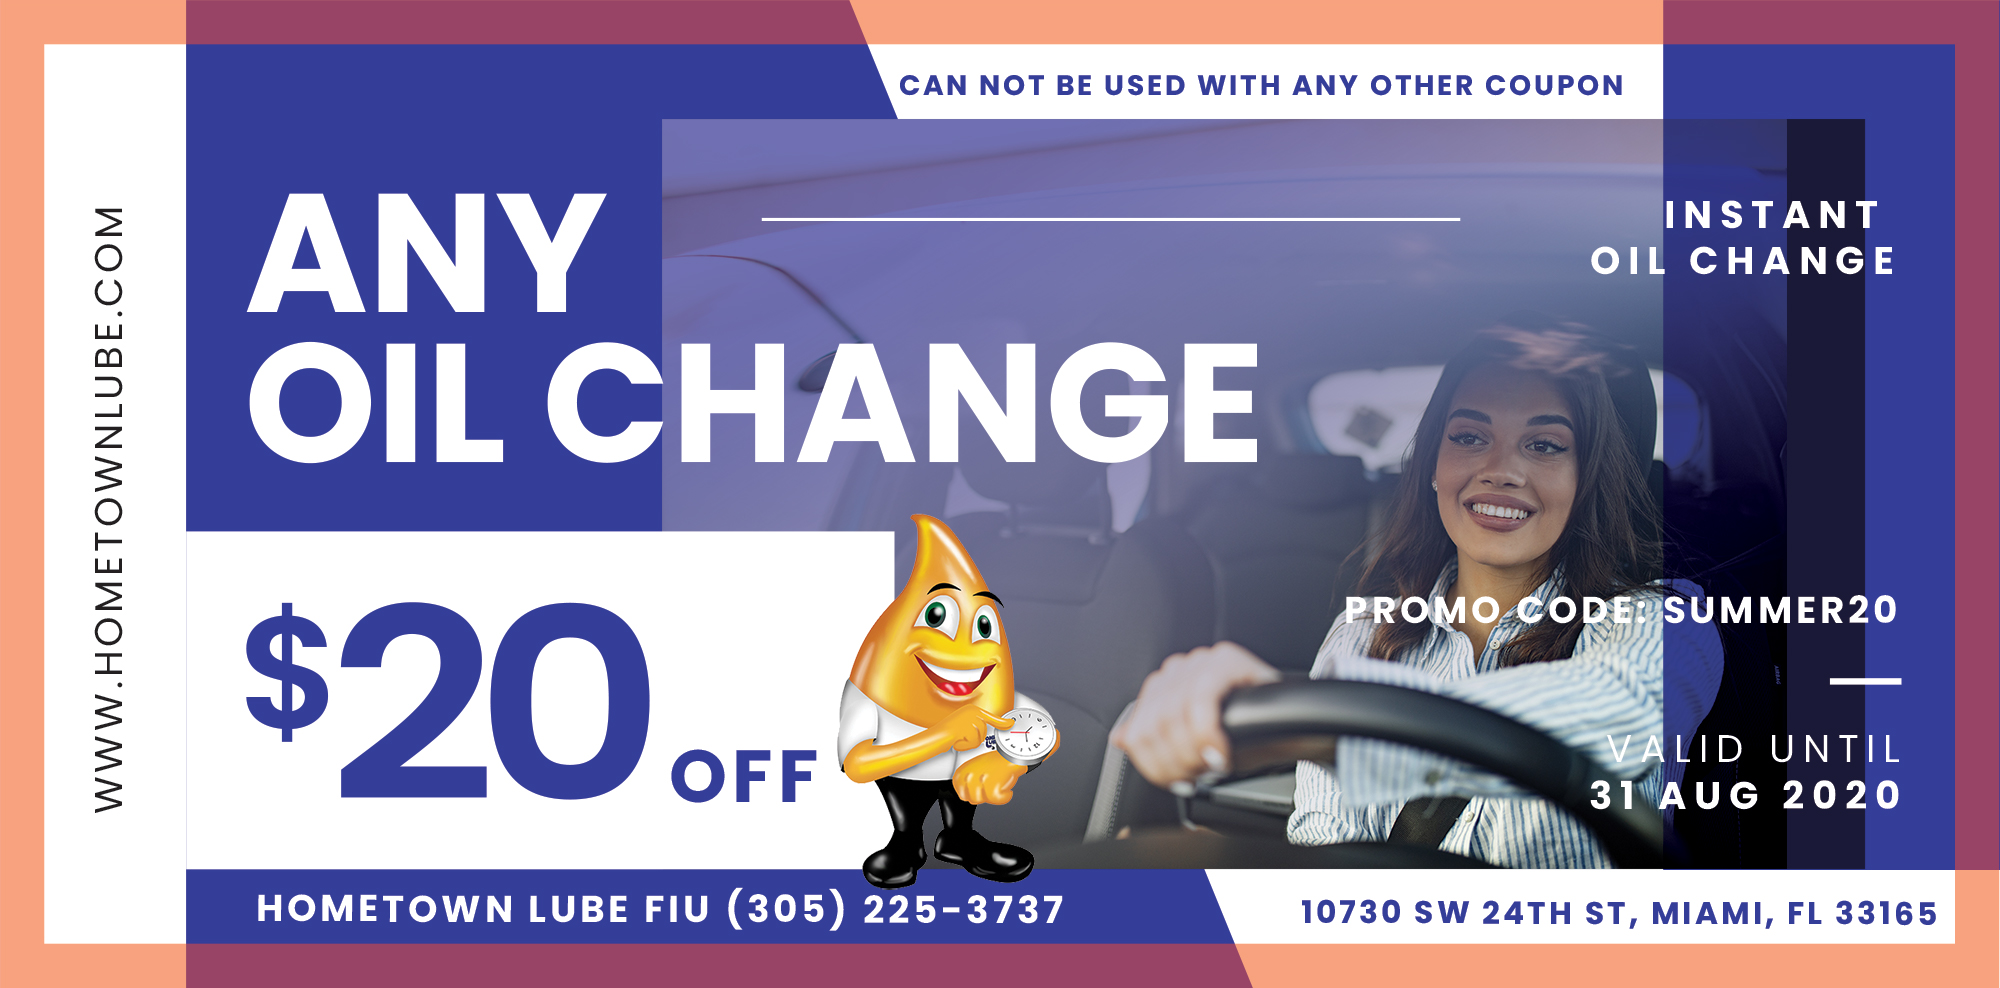 CAN NOT BE USED WITH ANY OTHER COUPON
WWW.HOMETOWNLUBE.COM
ANY
OIL CHANGE
INSTANT
OIL CHANGE
$20 OFF
PROMO CODE: SUMMER20
VALID UNTIL
31 AUG 2020
HOMETOWN LUBE FIU (305) 225-3737
10730 SW 24TH ST, MIAMI, FL 33165